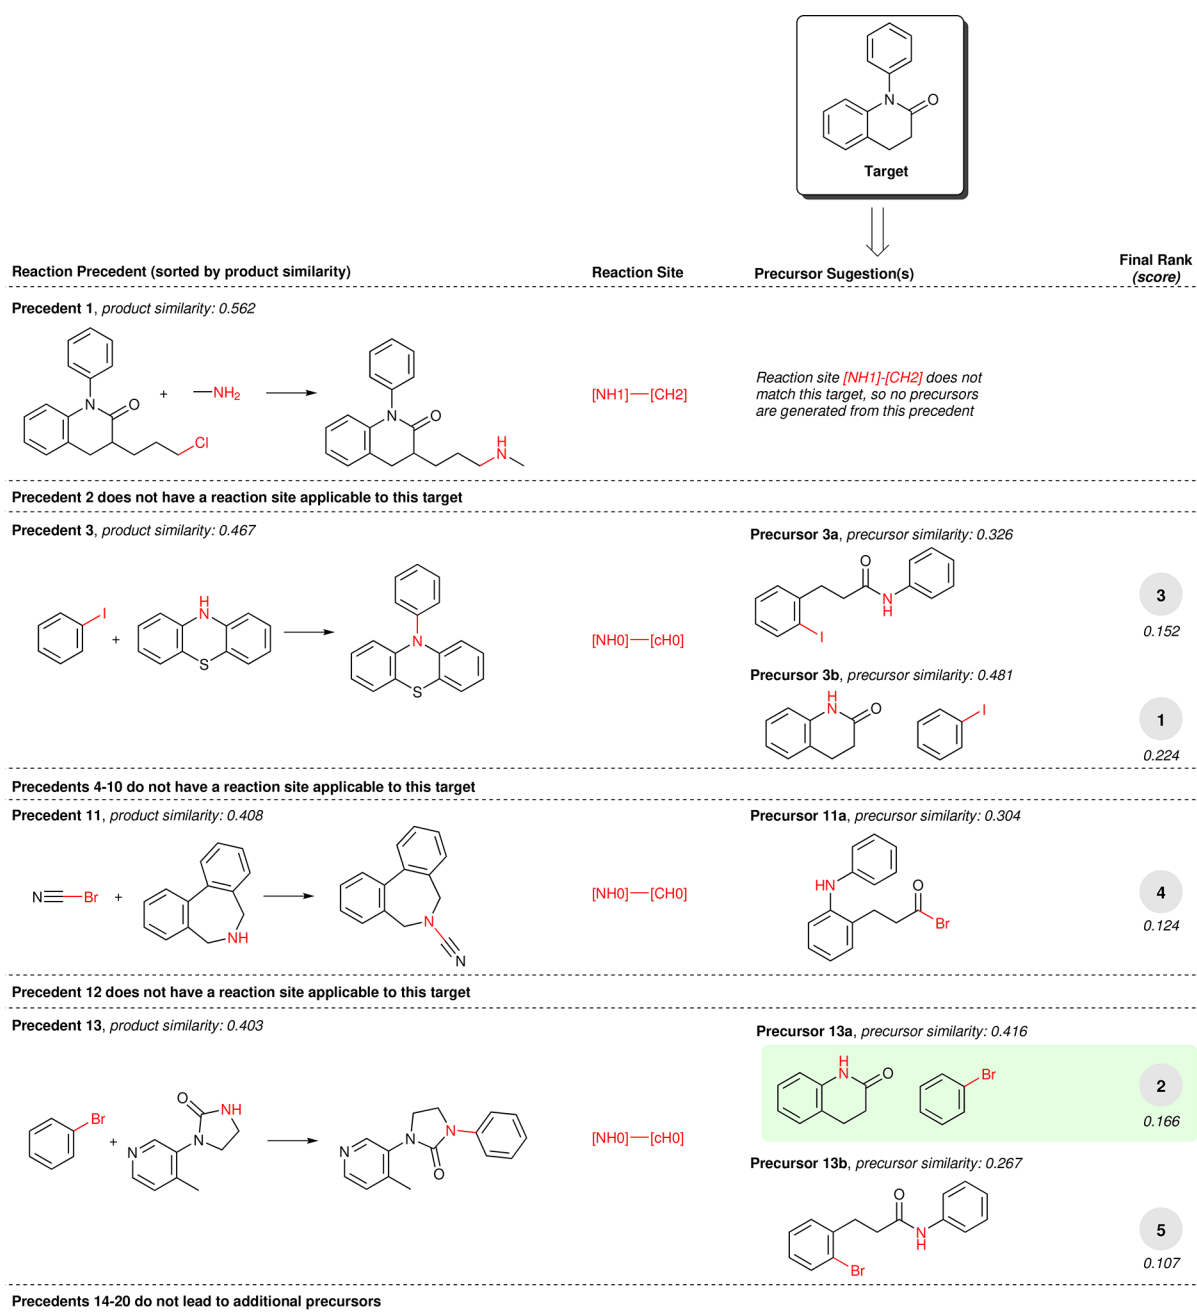 N
O
Target
Reaction Precedent (sorted by product similarity)
Reaction Site
Precursor Sugestion(s)
Final Rank
(score)
Precedent 1, product similarity: 0.562
N
O
Cl
+
NH2
N
O
H
N
[NH1]—[CH2]
Reaction site [NH1]-[CH2] does not
match this target, so no precursors
are generated from this precedent
Precedent 2 does not have a reaction site applicable to this target
Precedent 3, product similarity: 0.467
I
+
H
N
S
N
S
[NH0]—[cH0]
Precursor 3a, precursor similarity: 0.326
O
N
H
I
3
0.152
Precursor 3b, precursor similarity: 0.481
H
N
O
I
1
0.224
Precedents 4-10 do not have a reaction site applicable to this target
Precedent 11, product similarity: 0.408
N
Br
+
NH
N
N
[NH0]—[CH0]
Precursor 11a, precursor similarity: 0.304
HN
O
Br
4
0.124
Precedent 12 does not have a reaction site applicable to this target
Precedent 13, product similarity: 0.403
Br
+
O
NH
N
N
N
N
N
O
[NH0]—[cH0]
Precursor 13a, precursor similarity: 0.416
H
N
O
Br
2
0.166
Precursor 13b, precursor similarity: 0.267
O
N
H
Br
5
0.107
Precedents 14-20 do not lead to additional precursors